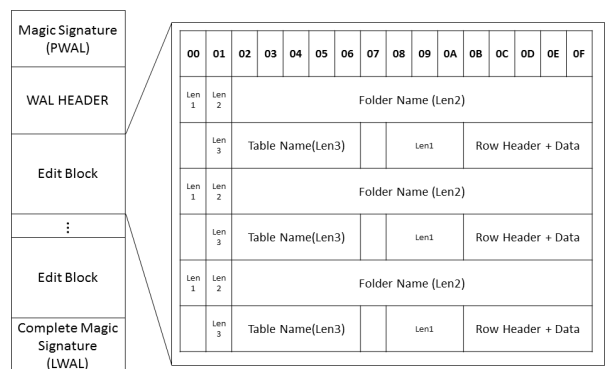 Magic Signature
(PWAL)
WAL HEADER
Edit Block
⋮
Edit Block
Complete Magic
Signature
(LWAL)
00 01 02 03 04 05 06 07 08 09 0A 0B 0C 0D 0E 0F
Len 1 Len 2 Folder Name (Len2)
Len 3 Table Name(Len3) Len1 Row Header + Data
Len 1 Len 2 Folder Name (Len2)
Len 3 Table Name(Len3) Len1 Row Header + Data
Len 1 Len 2 Folder Name (Len2)
Len 3 Table Name(Len3) Len1 Row Header + Data